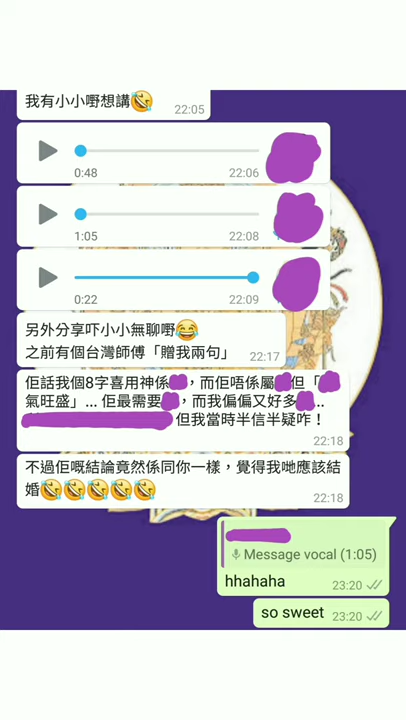 我有小小嘢想講🤣
22:05
0:48 22:06
1:05 22:08
0:22 22:09
另外分享吓小小無聊嘢😂
之前有個台灣師傅「贈我兩句」 22:17
佢話我個8字喜用神係 ，而佢唔係屬 但「
氣旺盛」... 佢最需要 ，而我偏偏又好多 ...
但我當時半信半疑咋！
22:18
不過佢嘅結論竟然係同你一樣，覺得我哋應該結
婚🤣🤣🤣🤣🤣 22:18
Message vocal (1:05)
hhahaha 23:20
so sweet 23:20